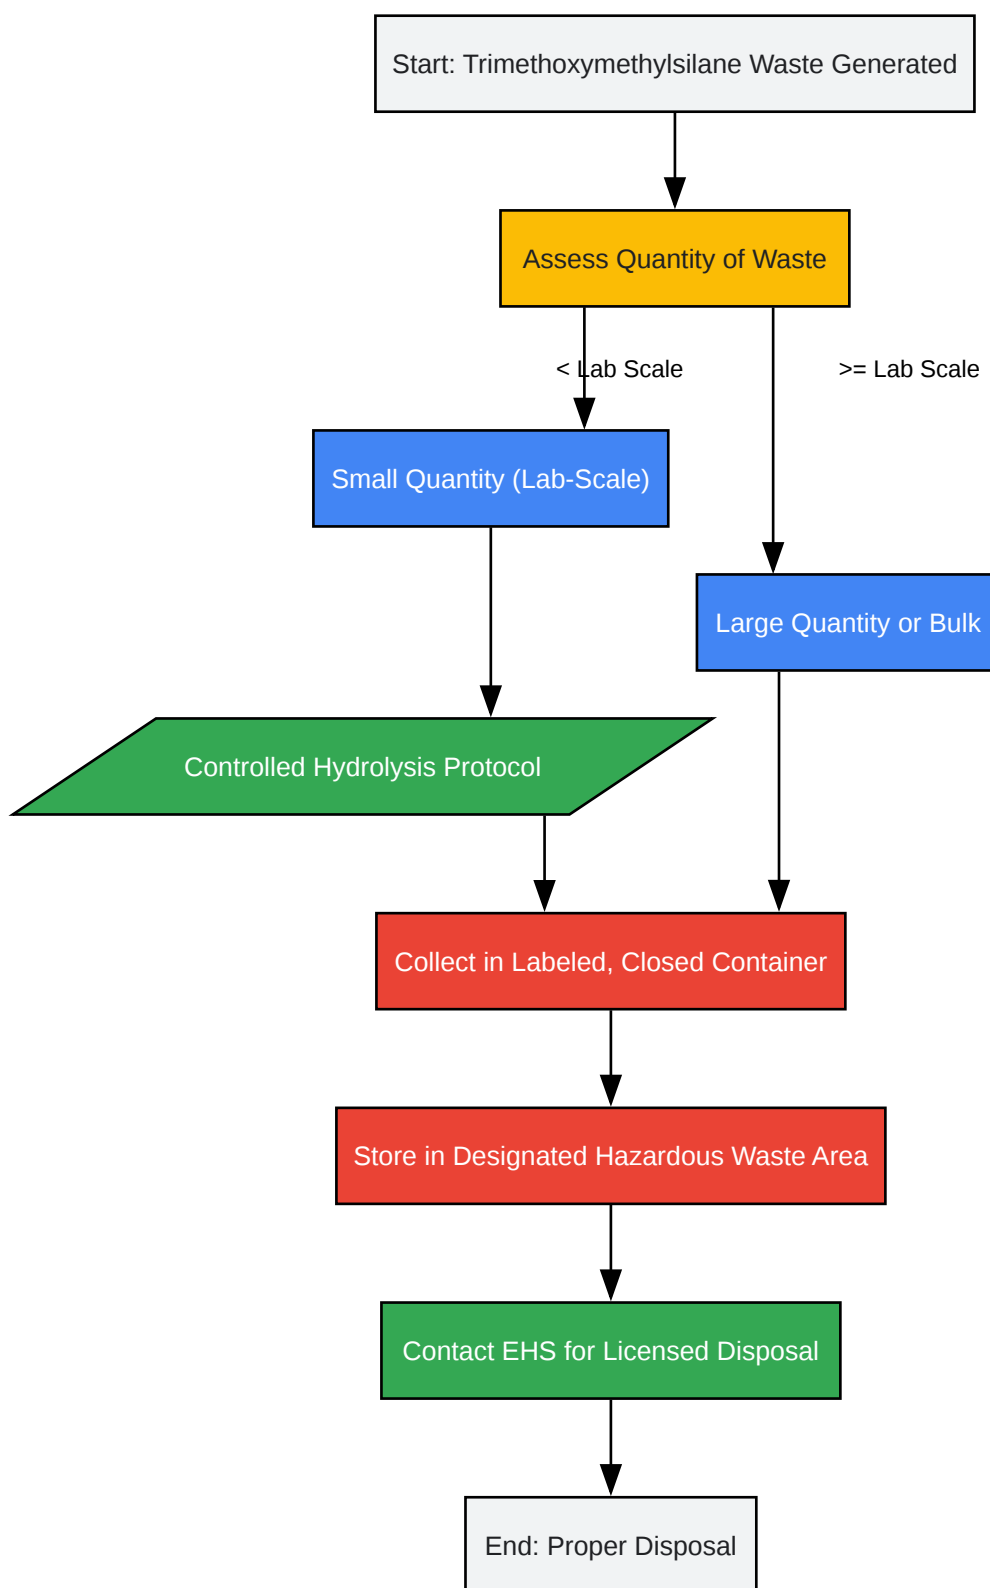 Start: Trimethoxymethylsilane Waste Generated
Assess Quantity of Waste
< Lab Scale
>= Lab Scale
Small Quantity (Lab-Scale)
Large Quantity or Bulk
Controlled Hydrolysis Protocol
Collect in Labeled, Closed Container
Store in Designated Hazardous Waste Area
Contact EHS for Licensed Disposal
End: Proper Disposal